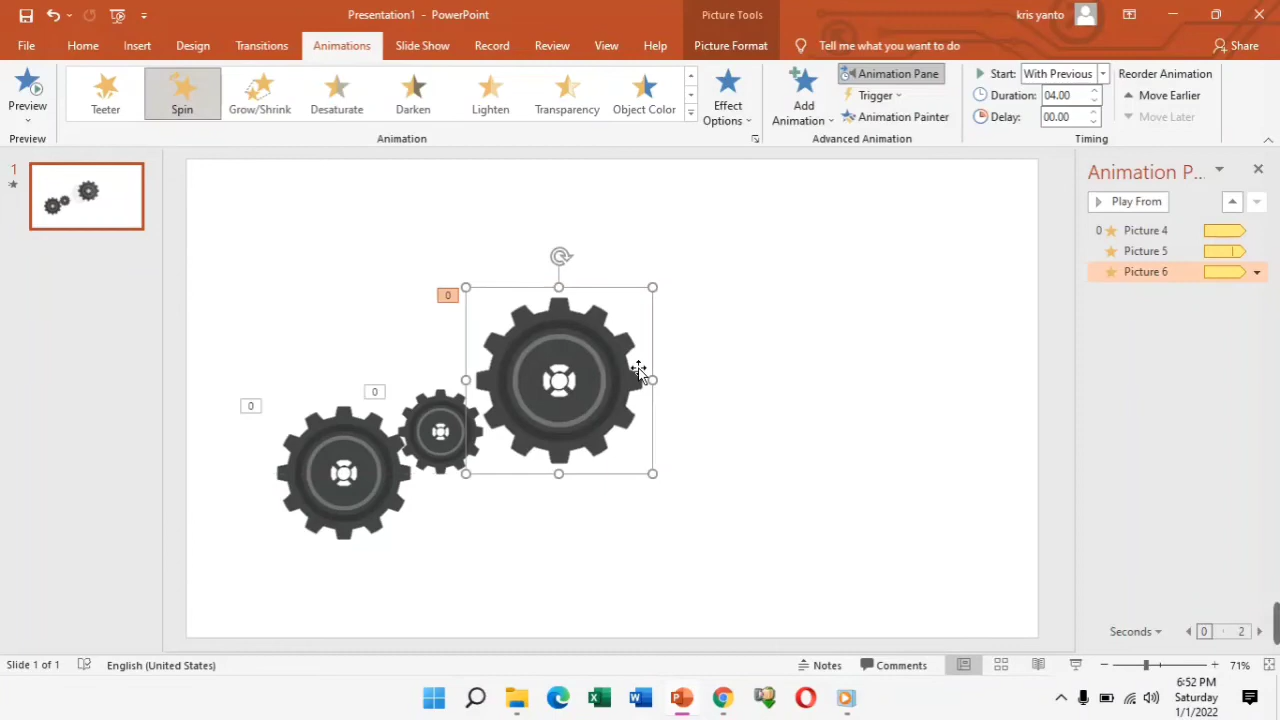 Presentation1 - PowerPoint
Picture Tools
kris yanto
File
Home
Insert
Design
Transitions
Animations
Slide Show
Record
Review
View
Help
Picture Format
Tell me what you want to do
Share
Preview
Preview
Teeter
Spin
Grow/Shrink
Desaturate
Darken
Lighten
Transparency
Object Color
Animation
Effect
Options
Add
Animation
Animation Pane
Trigger
Animation Painter
Advanced Animation
Start: With Previous
Duration: 04.00
Delay: 00.00
Reorder Animation
Move Earlier
Move Later
Timing
1
0
0
0
Animation P...
Play From
0 Picture 4
Picture 5
Picture 6
Seconds
0
2
Slide 1 of 1
English (United States)
Notes
Comments
71%
6:52 PM
Saturday
1/1/2022